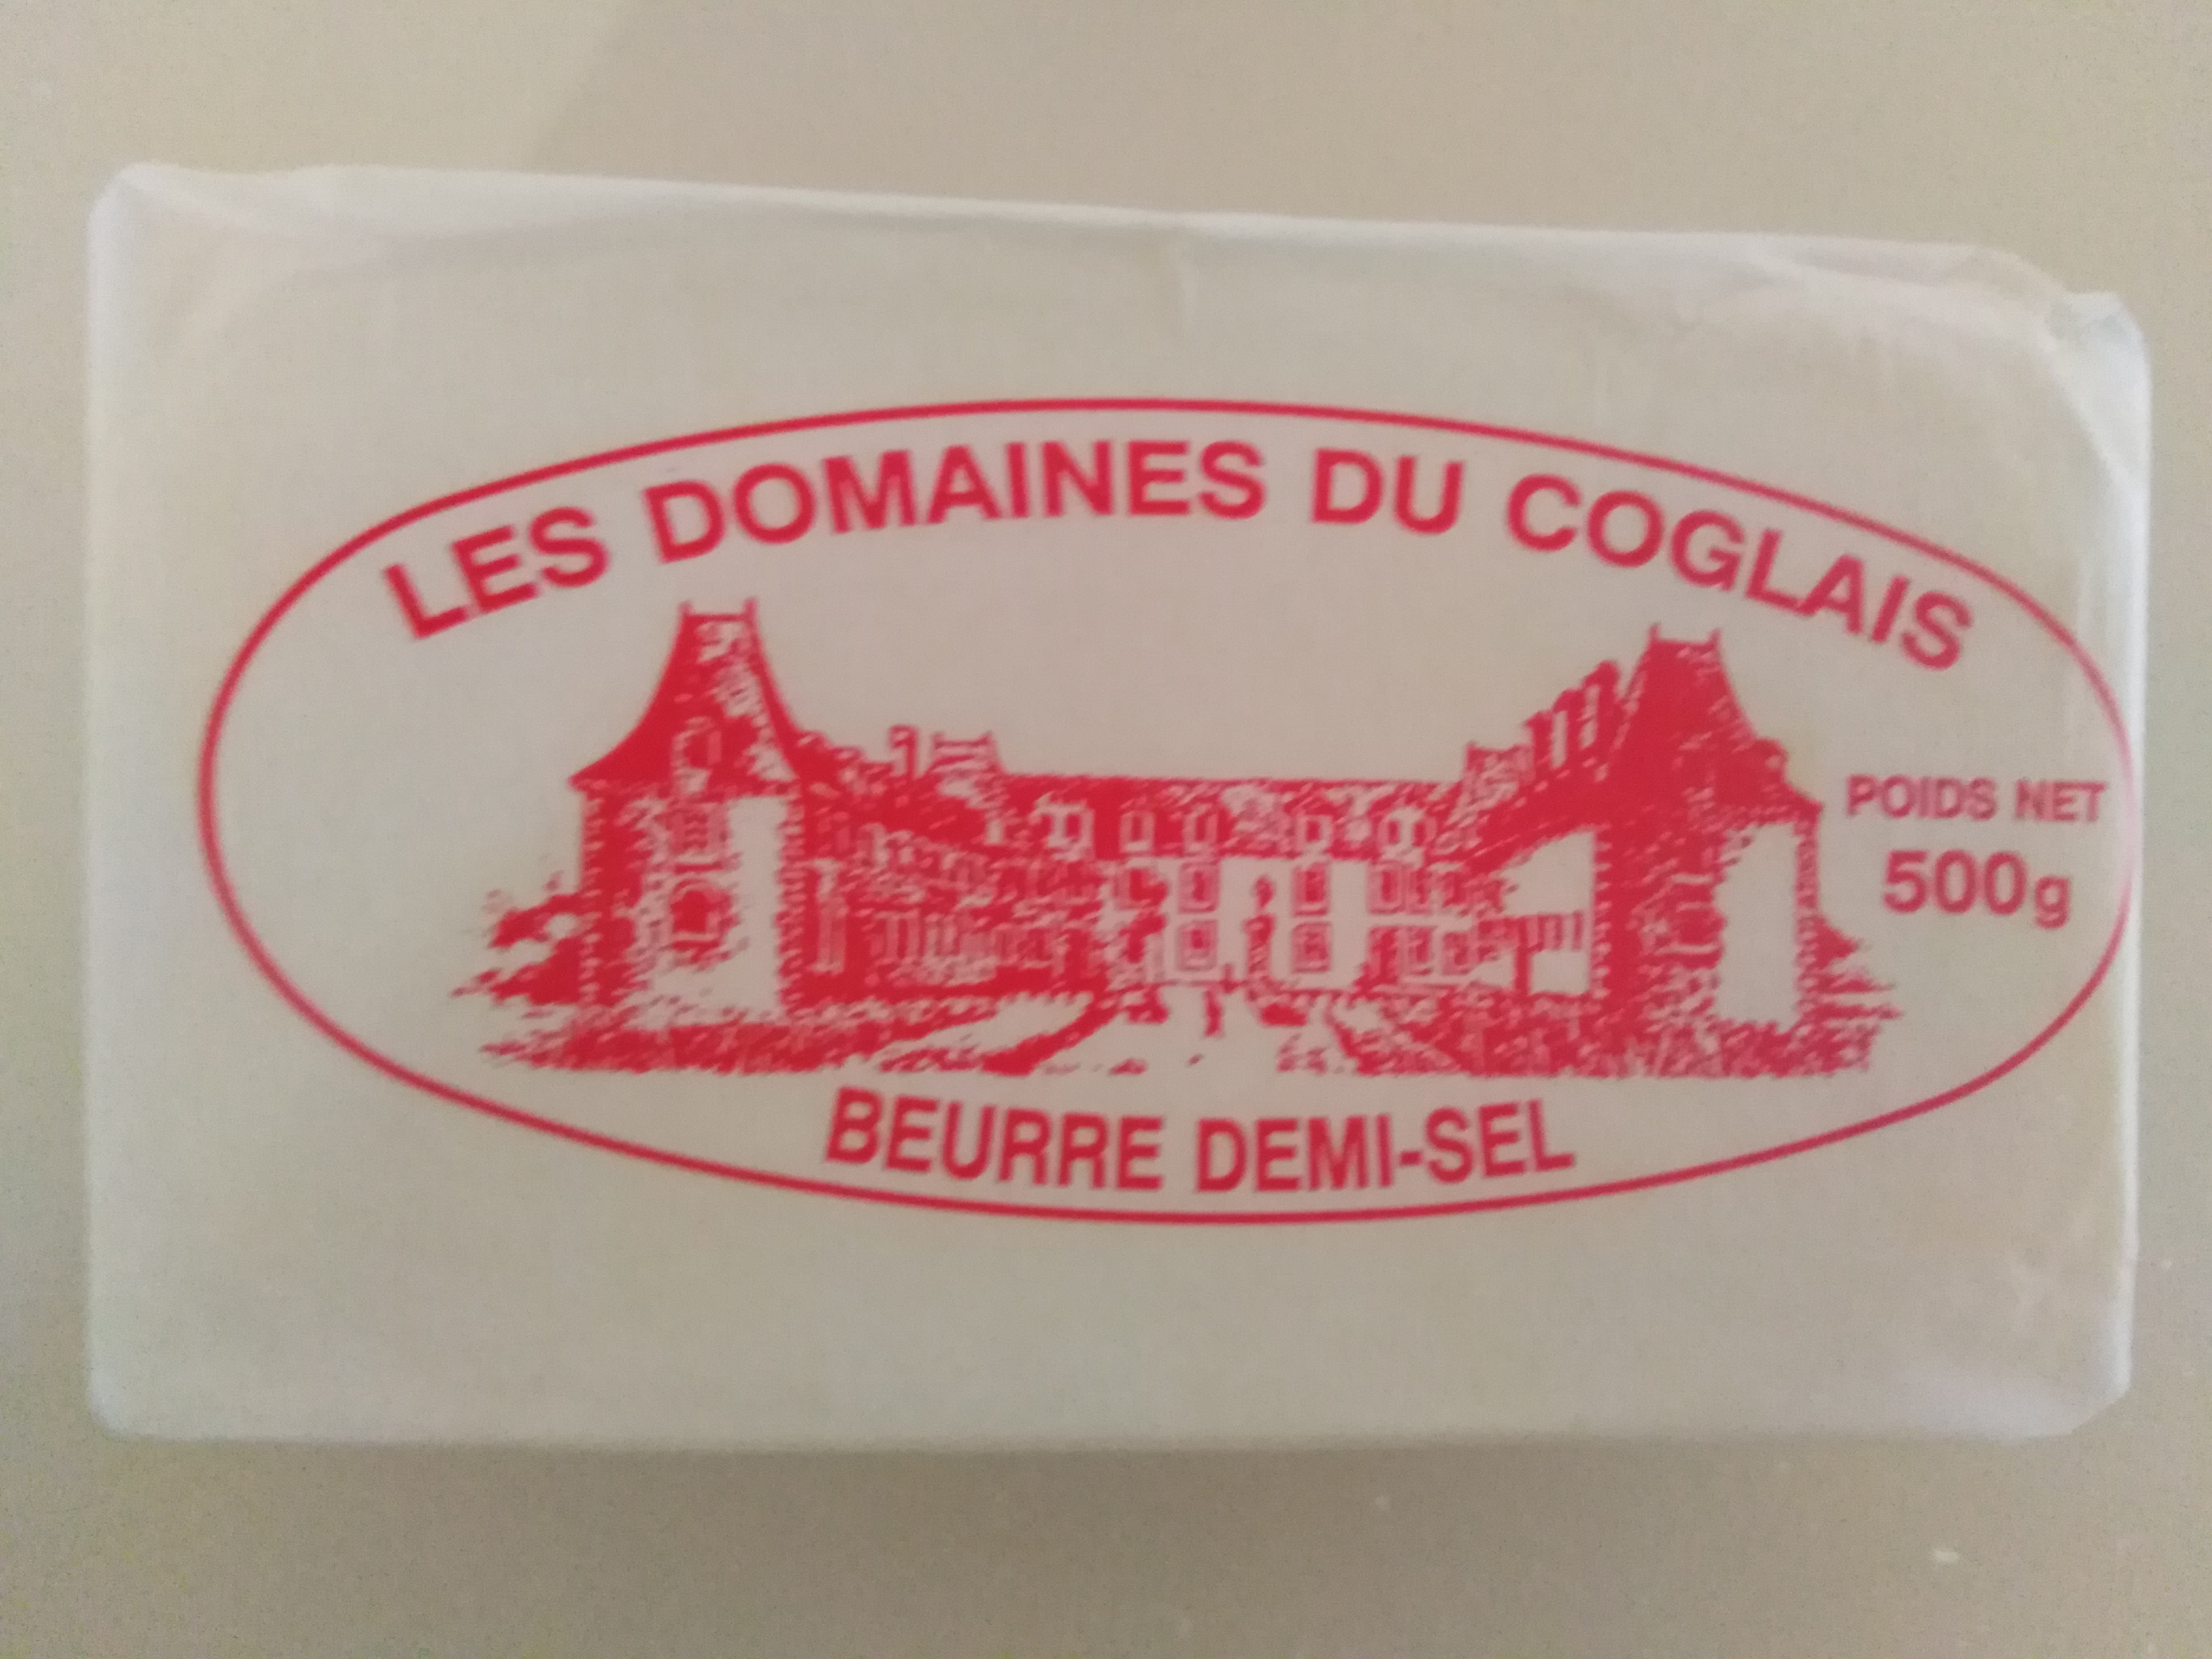 LES DOMAINES DU COGLAIS
POIDS NET
500g
BEURRE DEMI-SEL